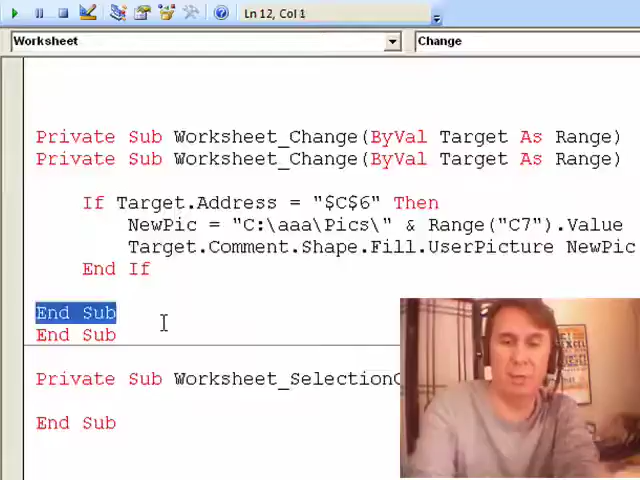 Ln 12, Col 1
Worksheet
Change
Private Sub Worksheet_Change(ByVal Target As Range)
Private Sub Worksheet_Change(ByVal Target As Range)
If Target.Address = "$C$6" Then
NewPic = "C:\aaa\Pics\" & Range("C7").Value
Target.Comment.Shape.Fill.UserPicture NewPic
End If
End Sub
End Sub
Private Sub Worksheet_Selection
End Sub